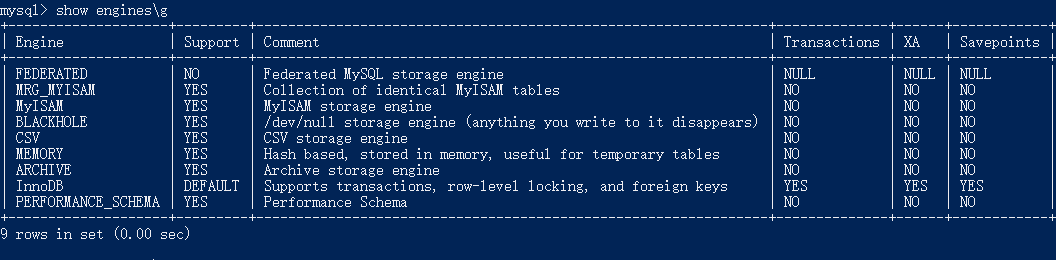 mysql> show engines\g
+--------------------+---------+----------------------------------------------------------------+--------------+------+------------+
| Engine | Support | Comment | Transactions | XA | Savepoints |
+--------------------+---------+----------------------------------------------------------------+--------------+------+------------+
| FEDERATED | NO | Federated MySQL storage engine | NULL | NULL | NULL |
| MRG_MYISAM | YES | Collection of identical MyISAM tables | NO | NO | NO |
| MyISAM | YES | MyISAM storage engine | NO | NO | NO |
| BLACKHOLE | YES | /dev/null storage engine (anything you write to it disappears) | NO | NO | NO |
| CSV | YES | CSV storage engine | NO | NO | NO |
| MEMORY | YES | Hash based, stored in memory, useful for temporary tables | NO | NO | NO |
| ARCHIVE | YES | Archive storage engine | NO | NO | NO |
| InnoDB | DEFAULT | Supports transactions, row-level locking, and foreign keys | YES | YES | YES |
| PERFORMANCE_SCHEMA | YES | Performance Schema | NO | NO | NO |
+--------------------+---------+----------------------------------------------------------------+--------------+------+------------+
9 rows in set (0.00 sec)